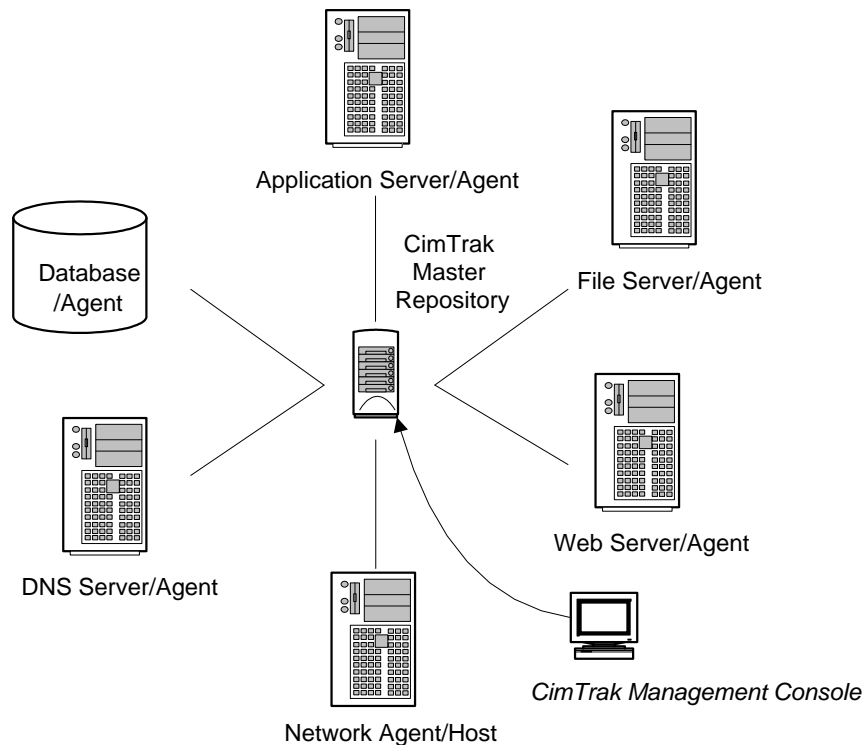 Application Server/Agent
CimTrak
Master
Repository
Database
/Agent
File Server/Agent
DNS Server/Agent
Web Server/Agent
Network Agent/Host
CimTrak Management Console